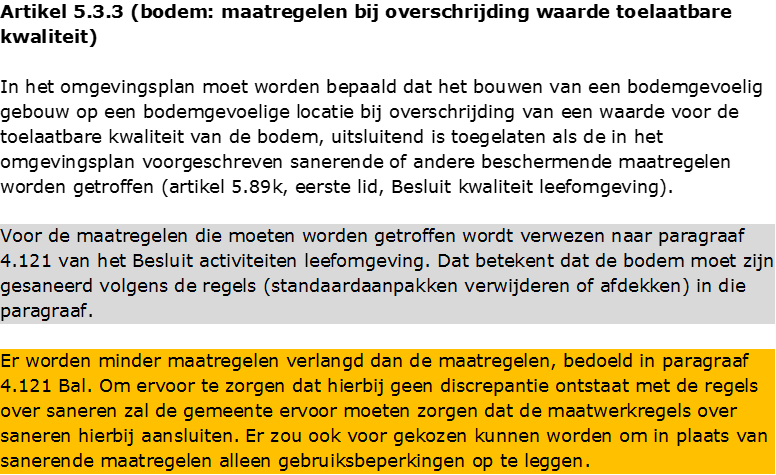 Artikel 5.3.3 (bodem: maatregelen bij overschrijding waarde toelaatbare
kwaliteit)
In het omgevingsplan moet worden bepaald dat het bouwen van een bodemgevoelig
gebouw op een bodemgevoelige locatie bij overschrijding van een waarde voor de
toelaatbare kwaliteit van de bodem, uitsluitend is toegelaten als de in het
omgevingsplan voorgeschreven sanerende of andere beschermende maatregelen
worden getroffen (artikel 5.89k, eerste lid, Besluit kwaliteit leefomgeving).
Voor de maatregelen die moeten worden getroffen wordt verwezen naar paragraaf
4.121 van het Besluit activiteiten leefomgeving. Dat betekent dat de bodem moet zijn
gesaneerd volgens de regels (standaardaanpakken verwijderen of afdekken) in die
paragraaf.
Er worden minder maatregelen verlangd dan de maatregelen, bedoeld in paragraaf
4.121 Bal. Om ervoor te zorgen dat hierbij geen discrepantie ontstaat met de regels
over saneren zal de gemeente ervoor moeten zorgen dat de maatwerkregels over
saneren hierbij aansluiten. Er zou ook voor gekozen kunnen worden om in plaats van
sanerende maatregelen alleen gebruiksbeperkingen op te leggen.